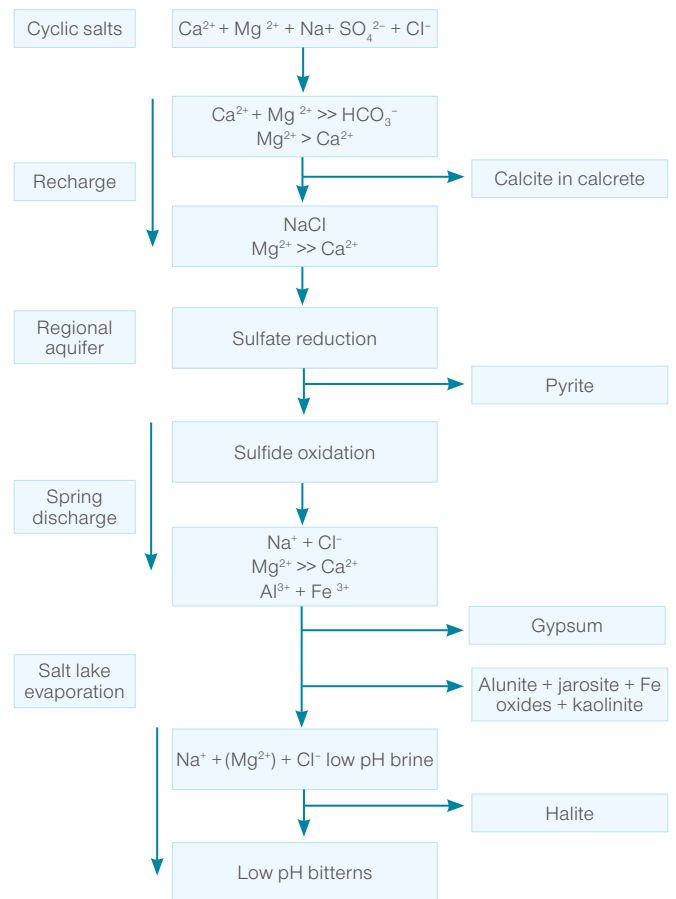 Cyclic salts
Ca²⁺ + Mg ²⁺ + Na+ SO₄²⁻ + Cl⁻
Ca²⁺ + Mg ²⁺ >> HCO₃⁻
Mg²⁺ > Ca²⁺
Recharge
Calcite in calcrete
NaCl
Mg²⁺ >> Ca²⁺
Regional
aquifer
Sulfate reduction
Pyrite
Sulfide oxidation
Spring
discharge
Na⁺ + Cl⁻
Mg²⁺ >> Ca²⁺
Al³⁺ + Fe ³⁺
Gypsum
Salt lake
evaporation
Alunite + jarosite + Fe
oxides + kaolinite
Na⁺ + (Mg²⁺) + Cl⁻ low pH brine
Halite
Low pH bitterns